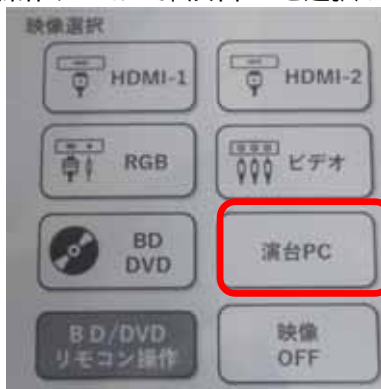 映像選択
HDMI-1
HDMI-2
RGB
ビデオ
BD
DVD
演台PC
BD/DVD
リモコン操作
映像
OFF